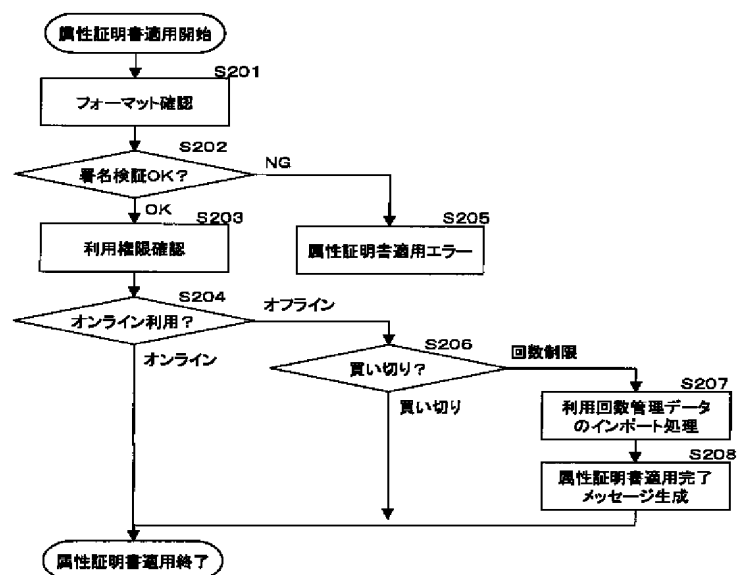 属性証明書適用開始
S201
フォーマット確認
S202
署名検証OK?
NG
OK
S203
利用権限確認
S205
属性証明書適用エラー
S204
オンライン利用?
オフライン
オンライン
S206
買い切り?
回数制限
買い切り
S207
利用回数管理データ
のインポート処理
S208
属性証明書適用完了
メッセージ生成
属性証明書適用終了